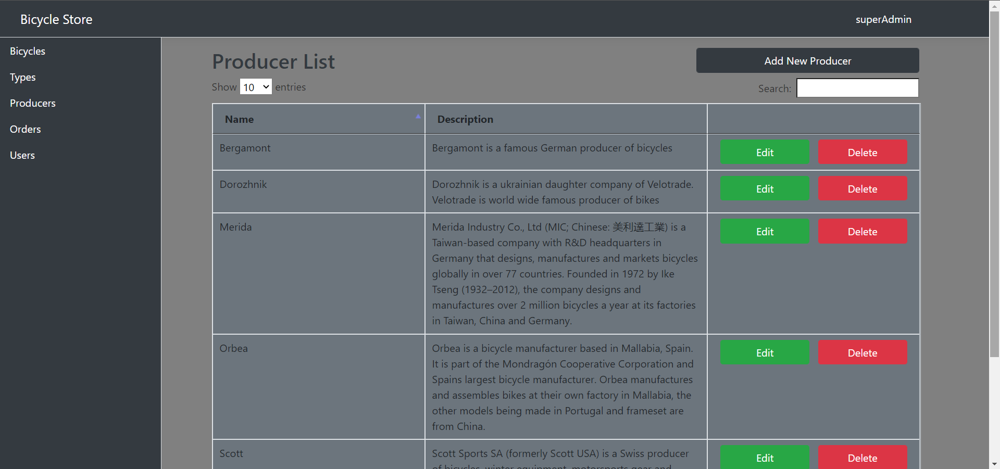 Bicycle Store
superAdmin
Bicycles
Types
Producers
Orders
Users
Producer List
Add New Producer
Show 10 entries
Search:
Name
Description
Bergamont
Bergamont is a famous German producer of bicycles
Edit
Delete
Dorozhnik
Dorozhnik is a ukrainian daughter company of Velotrade.
Velotrade is world wide famous producer of bikes
Edit
Delete
Merida
Merida Industry Co., Ltd (MIC; Chinese: 美利達工業) is a
Taiwan-based company with R&D headquarters in
Germany that designs, manufactures and markets bicycles
globally in over 77 countries. Founded in 1972 by Ike
Tseng (1932–2012), the company designs and
manufactures over 2 million bicycles a year at its factories
in Taiwan, China and Germany.
Edit
Delete
Orbea
Orbea is a bicycle manufacturer based in Mallabia, Spain.
It is part of the Mondragón Cooperative Corporation and
Spains largest bicycle manufacturer. Orbea manufactures
and assembles bikes at their own factory in Mallabia, the
other models being made in Portugal and frameset are
from China.
Edit
Delete
Scott
Scott Sports SA (formerly Scott USA) is a Swiss producer
of bicycles, winter equipment, motorsports gear and
Edit
Delete